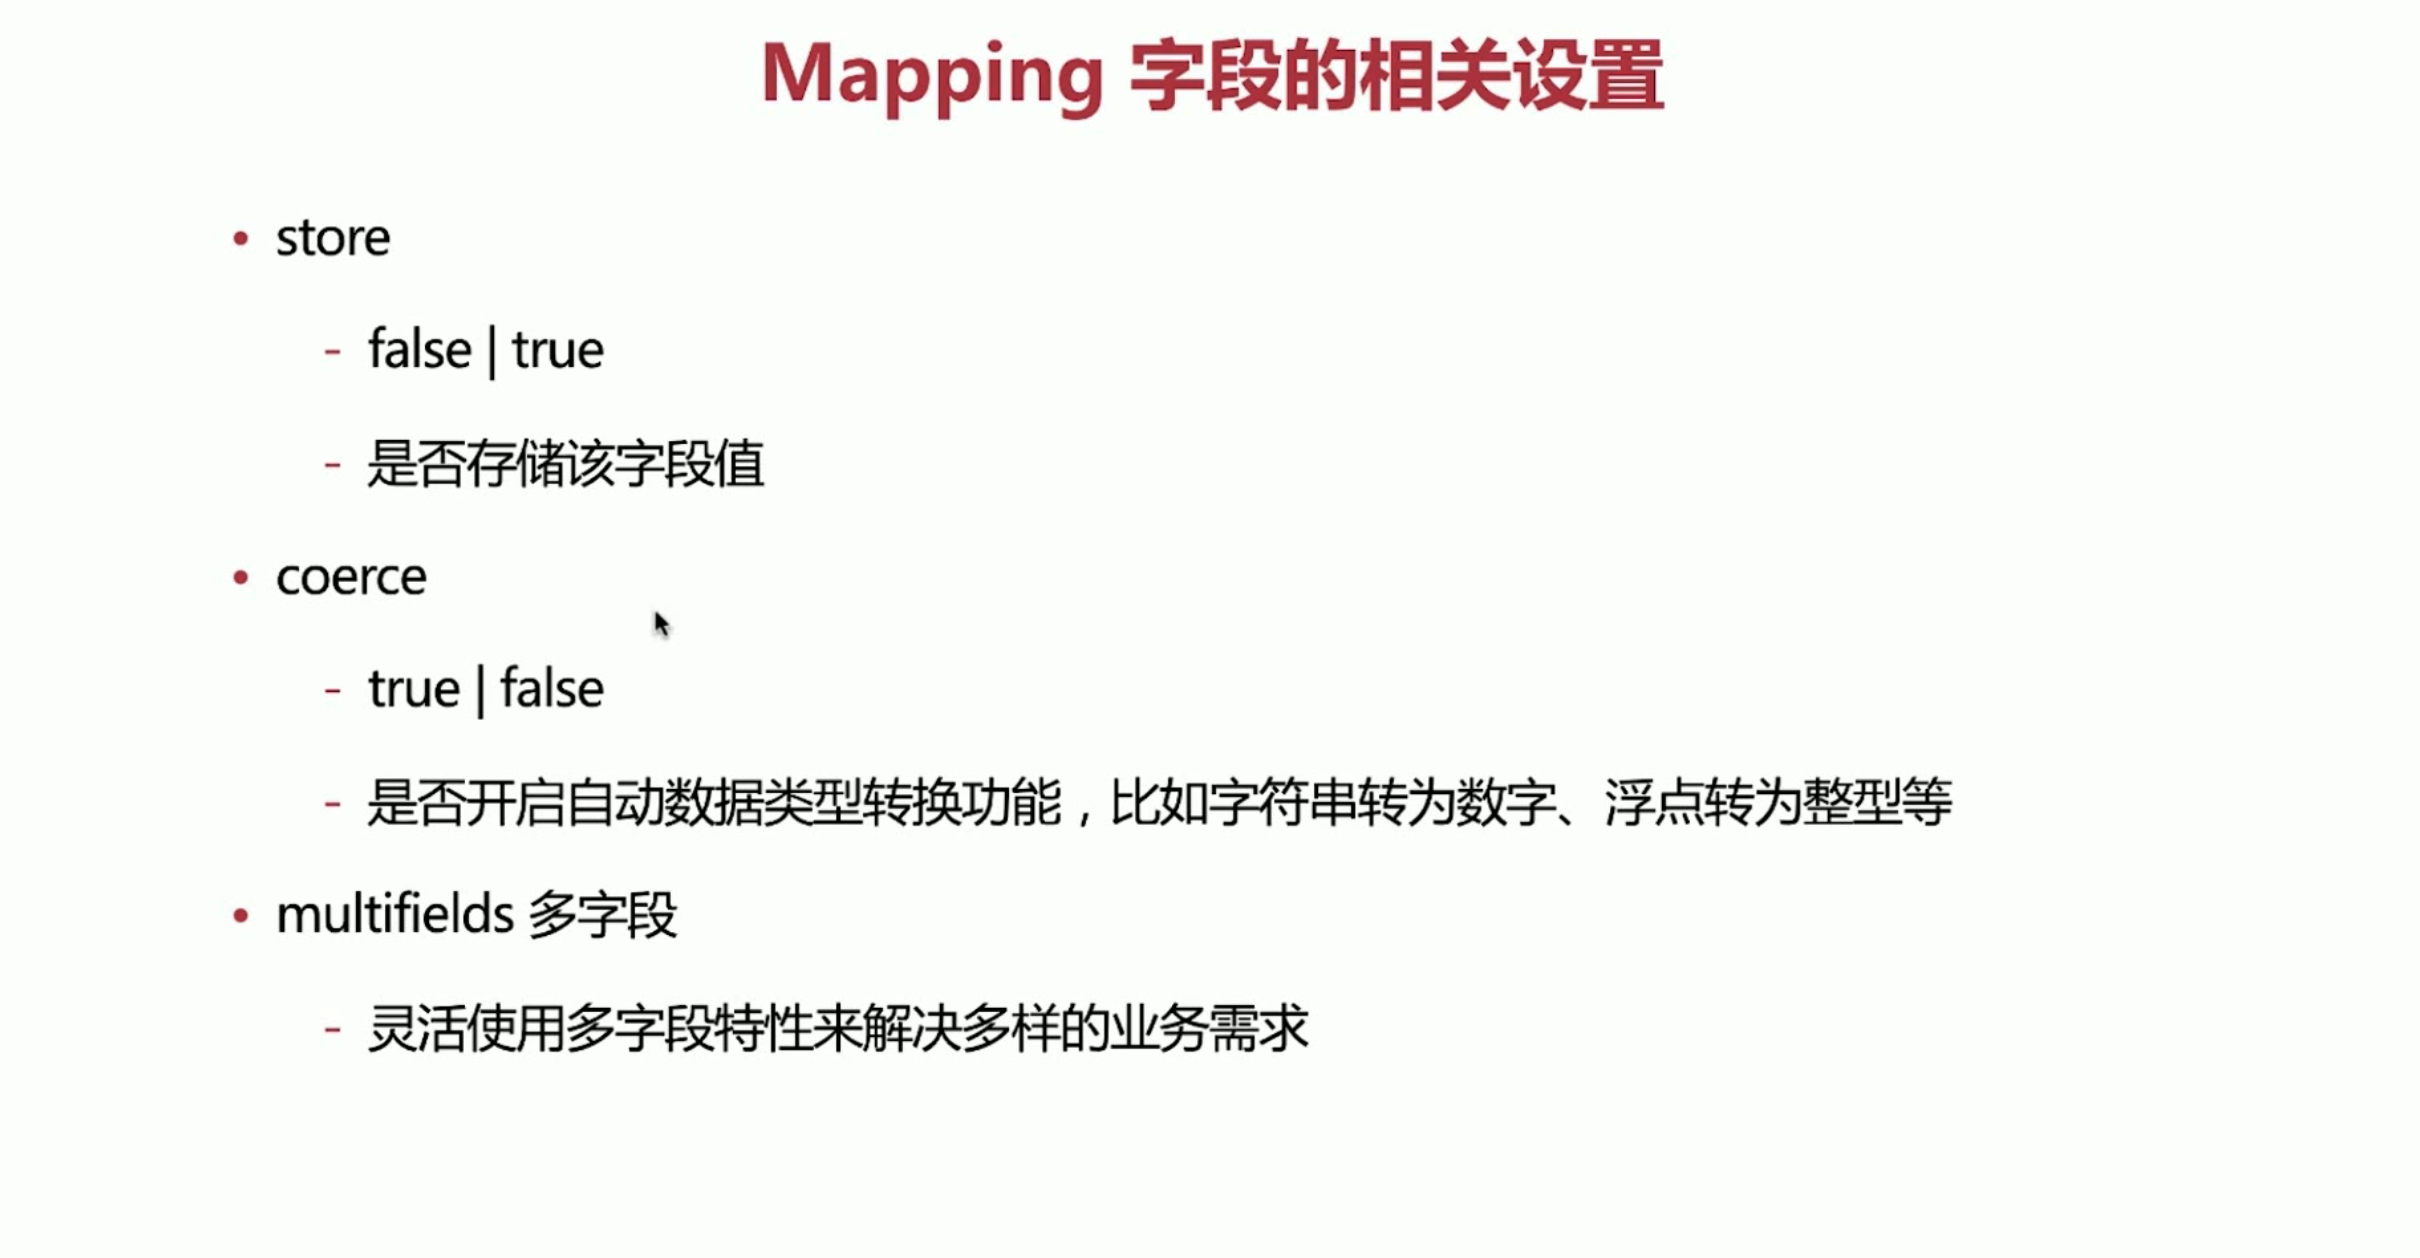 Mapping 字段的相关设置
• store
- false | true
- 是否存储该字段值
• coerce
- true | false
- 是否开启自动数据类型转换功能，比如字符串转为数字、浮点转为整型等
• multifields 多字段
- 灵活使用多字段特性来解决多样的业务需求